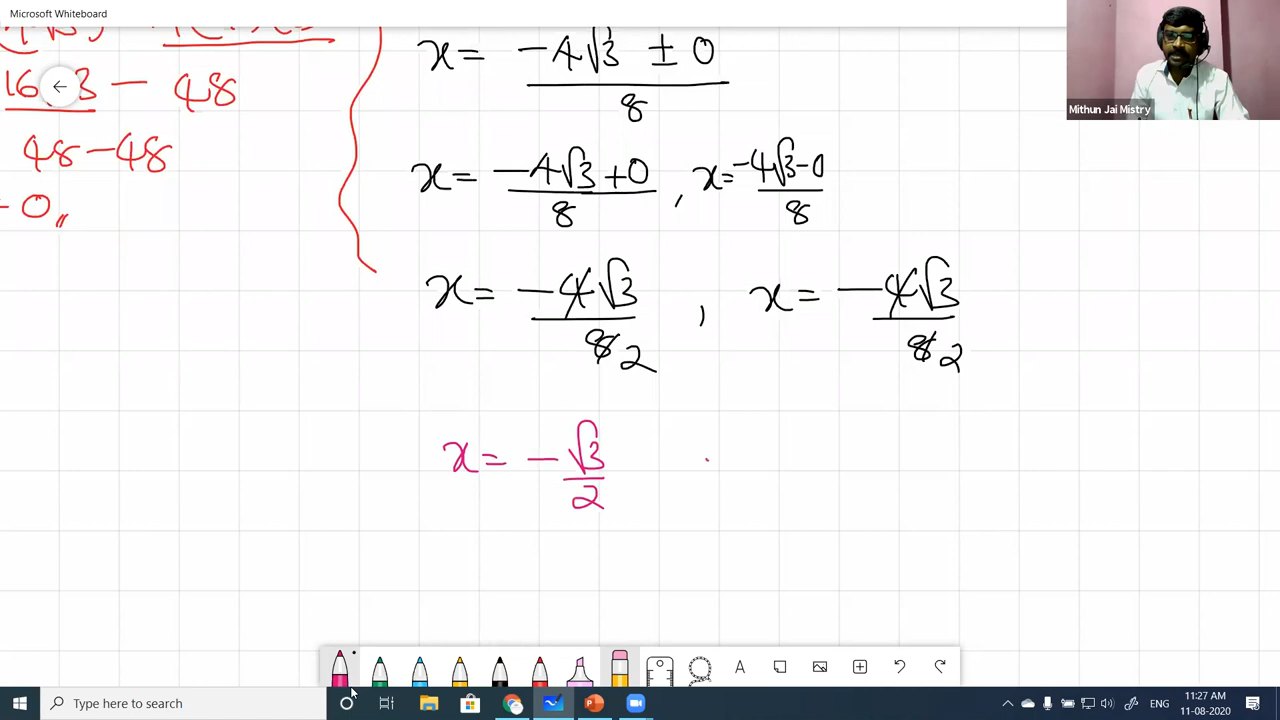 Microsoft Whiteboard
16 3 - 48
48 - 48
- 0,,
x = -4√3 ± 0 / 8
x = -4√3 + 0 / 8 , x = -4√3 - 0 / 8
x = -4√3 / 8 2 , x = -4√3 / 8 2
x = - √3 / 2
Mithun Jai Mistry
A
Type here to search
ENG
11:27 AM
11-08-2020